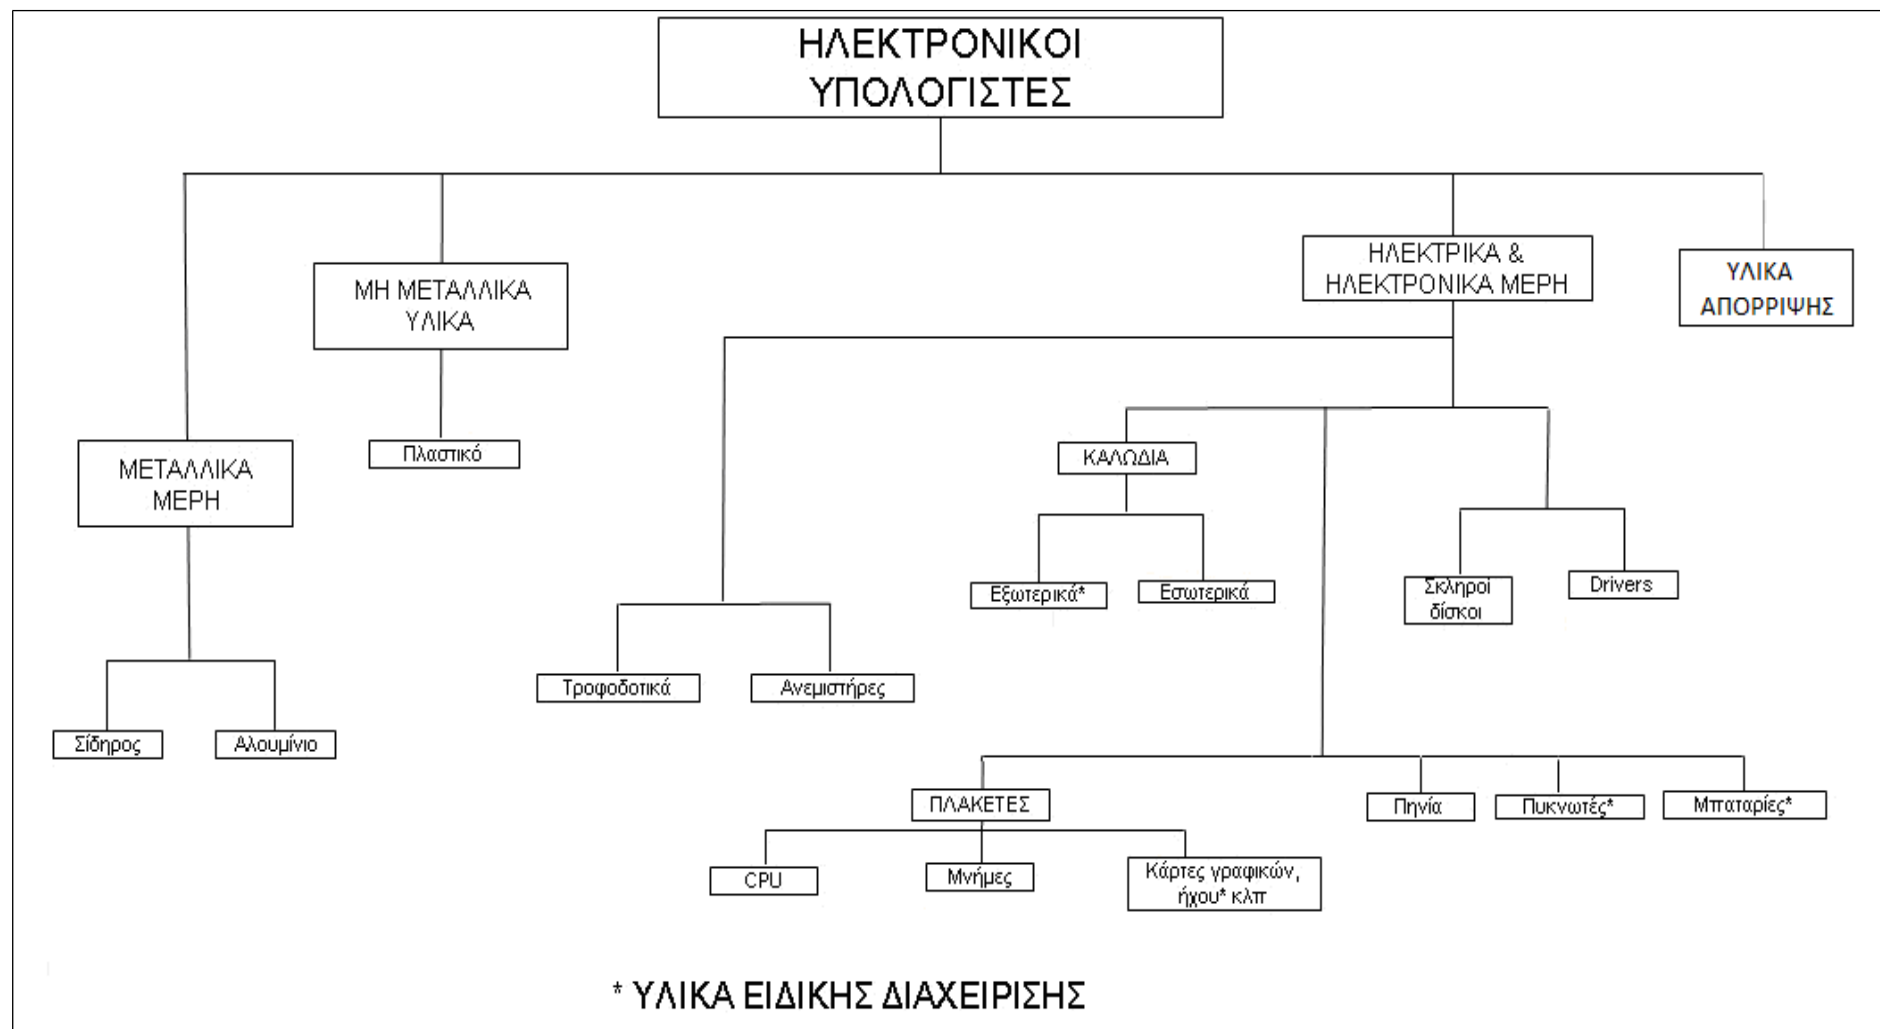 ΗΛΕΚΤΡΟΝΙΚΟΙ
ΥΠΟΛΟΓΙΣΤΕΣ
ΗΛΕΚΤΡΙΚΑ &
ΗΛΕΚΤΡΟΝΙΚΑ ΜΕΡΗ
ΥΛΙΚΑ
ΑΠΟΡΡΙΨΗΣ
ΜΗ ΜΕΤΑΛΛΙΚΑ
ΥΛΙΚΑ
ΜΕΤΑΛΛΙΚΑ
ΜΕΡΗ
Πλαστικό
ΚΑΛΩΔΙΑ
Εξωτερικά*
Εσωτερικά
Σκληροί
δίσκοι
Drivers
Τροφοδοτικά
Ανεμιστήρες
Σίδηρος
Αλουμίνιο
ΠΛΑΚΕΤΕΣ
Πηνία
Πυκνωτές*
Μπαταρίες*
CPU
Μνήμες
Κάρτες γραφικών,
ήχου* κλπ
* ΥΛΙΚΑ ΕΙΔΙΚΗΣ ΔΙΑΧΕΙΡΙΣΗΣ